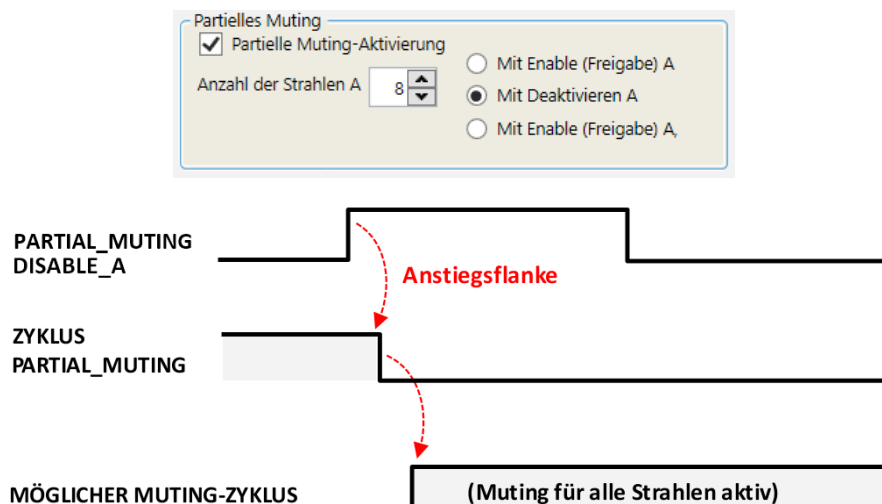 Partielles Muting
Partielle Muting-Aktivierung
Anzahl der Strahlen A 8
Mit Enable (Freigabe) A
Mit Deaktivieren A
Mit Enable (Freigabe) A,
PARTIAL_MUTING
DISABLE_A
Anstiegsflanke
ZYKLUS
PARTIAL_MUTING
MÖGLICHER MUTING-ZYKLUS (Muting für alle Strahlen aktiv)